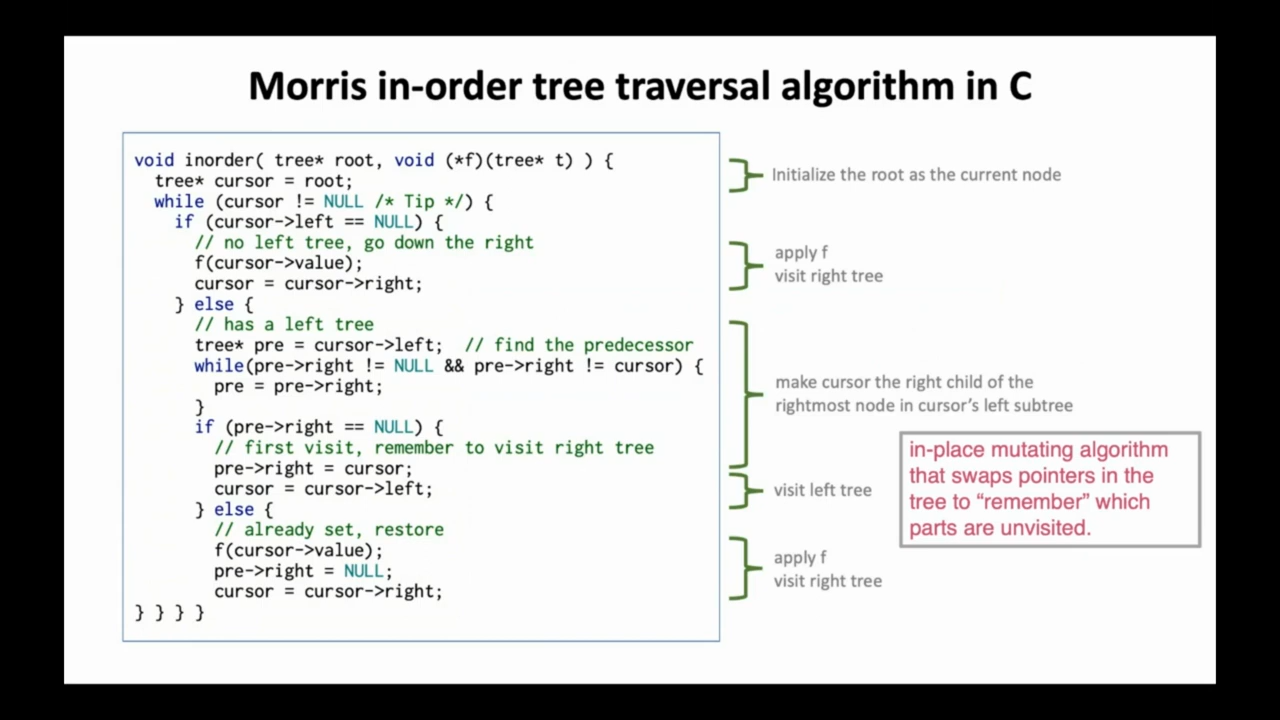 Morris in-order tree traversal algorithm in C
void inorder( tree* root, void (*f)(tree* t) ) {
tree* cursor = root;
while (cursor != NULL /* Tip */) {
if (cursor->left == NULL) {
// no left tree, go down the right
f(cursor->value);
cursor = cursor->right;
} else {
// has a left tree
tree* pre = cursor->left;  // find the predecessor
while(pre->right != NULL && pre->right != cursor) {
pre = pre->right;
}
if (pre->right == NULL) {
// first visit, remember to visit right tree
pre->right = cursor;
cursor = cursor->left;
} else {
// already set, restore
f(cursor->value);
pre->right = NULL;
cursor = cursor->right;
} } } }
Initialize the root as the current node
apply f
visit right tree
make cursor the right child of the
rightmost node in cursor's left subtree
in-place mutating algorithm
that swaps pointers in the
tree to “remember” which
parts are unvisited.
visit left tree
apply f
visit right tree